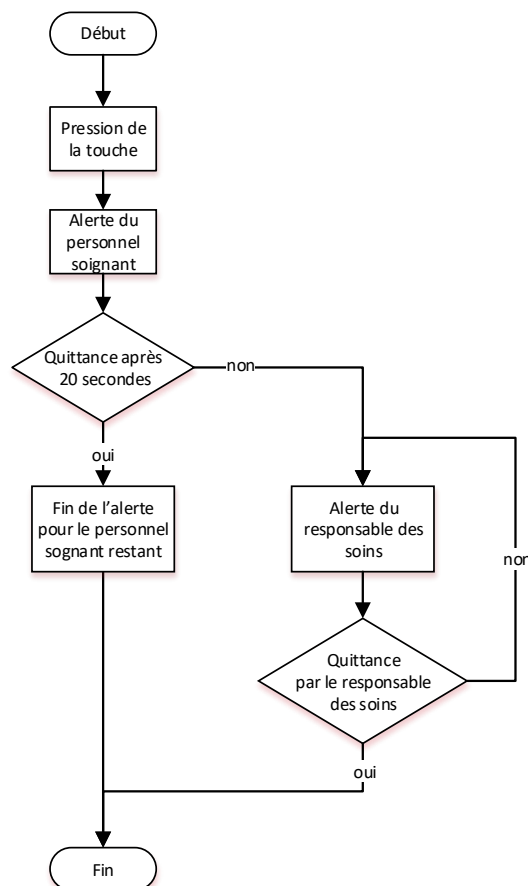 Début
Pression de
la touche
Alerte du
personnel
soignant
Quittance après
20 secondes
non
oui
Fin de l'alerte
pour le personnel
sognant restant
Alerte du
responsable des
soins
non
Quittance
par le responsable
des soins
oui
Fin